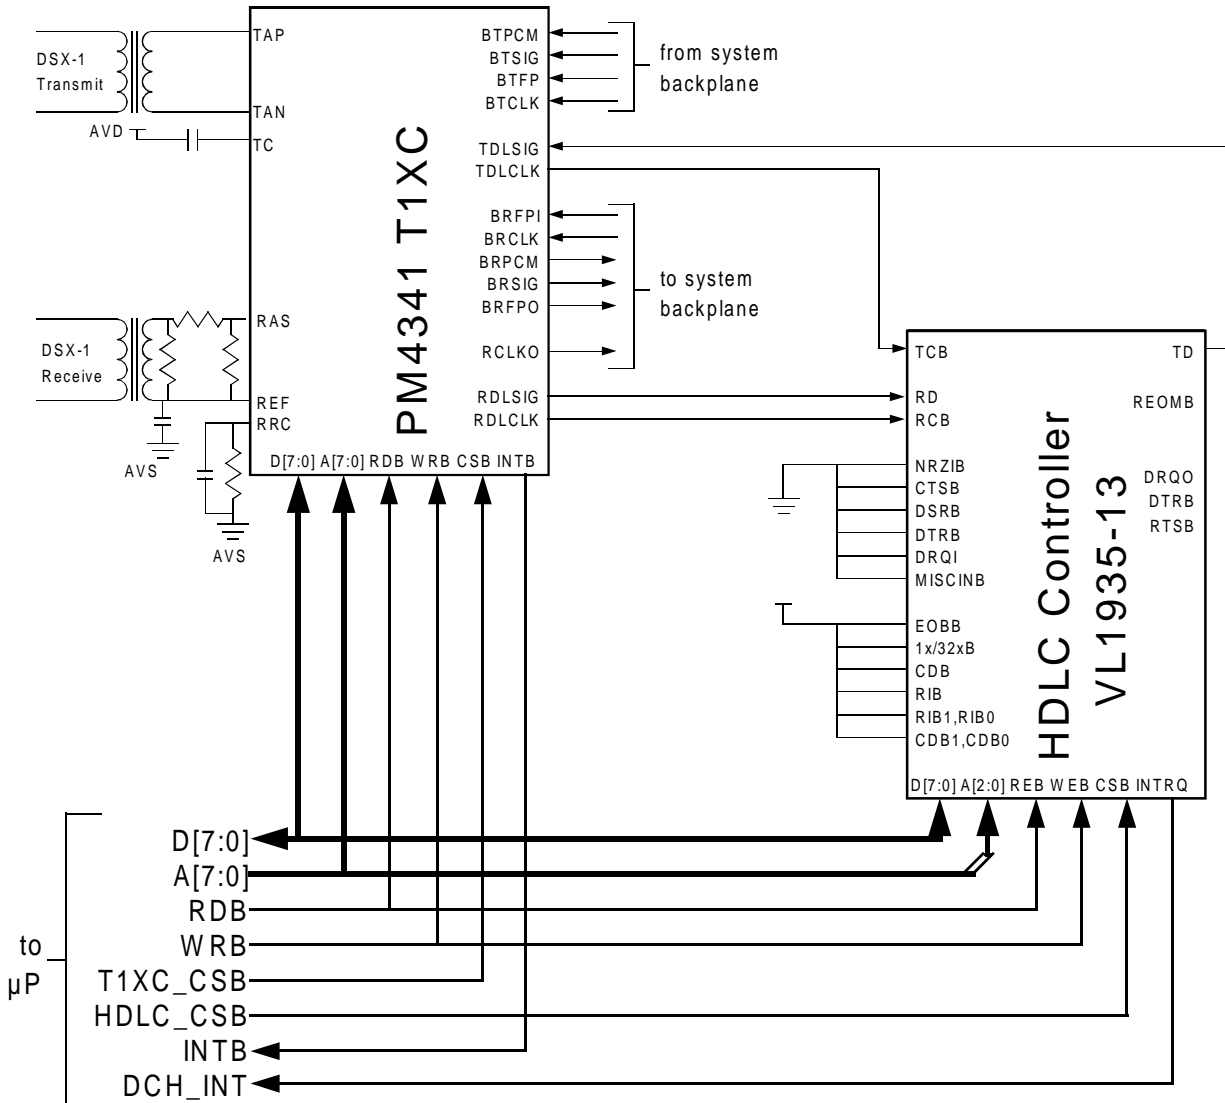 DSX-1
Transmit
AVD
TAP
TAN
TC
DSX-1
Receive
AVS
AVS
RAS
REF
RRC
PM4341 T1XC
D[7:0] A[7:0] RDB WRB CSB INTB
BTPCM
BTSIG
BTFP
BTCLK
from system
backplane
TDLSIG
TDLCLK
BRFPI
BRCLK
BRPCM
BRSIG
BRFPO
RCLKO
to system
backplane
RDLSIG
RDLCLK
TCB
RD
RCB
NRZIB
CTSB
DSRB
DTRB
DRQI
MISCINB
EOBB
1x/32xB
CDB
RIB
RIB1,RIB0
CDB1,CDB0
HDLC Controller
VL1935-13
TD
REOMB
DRQO
DTRB
RTSB
D[7:0] A[2:0] REB WEB CSB INTRQ
to
µP
D[7:0]
A[7:0]
RDB
WRB
T1XC_CSB
HDLC_CSB
INTB
DCH_INT